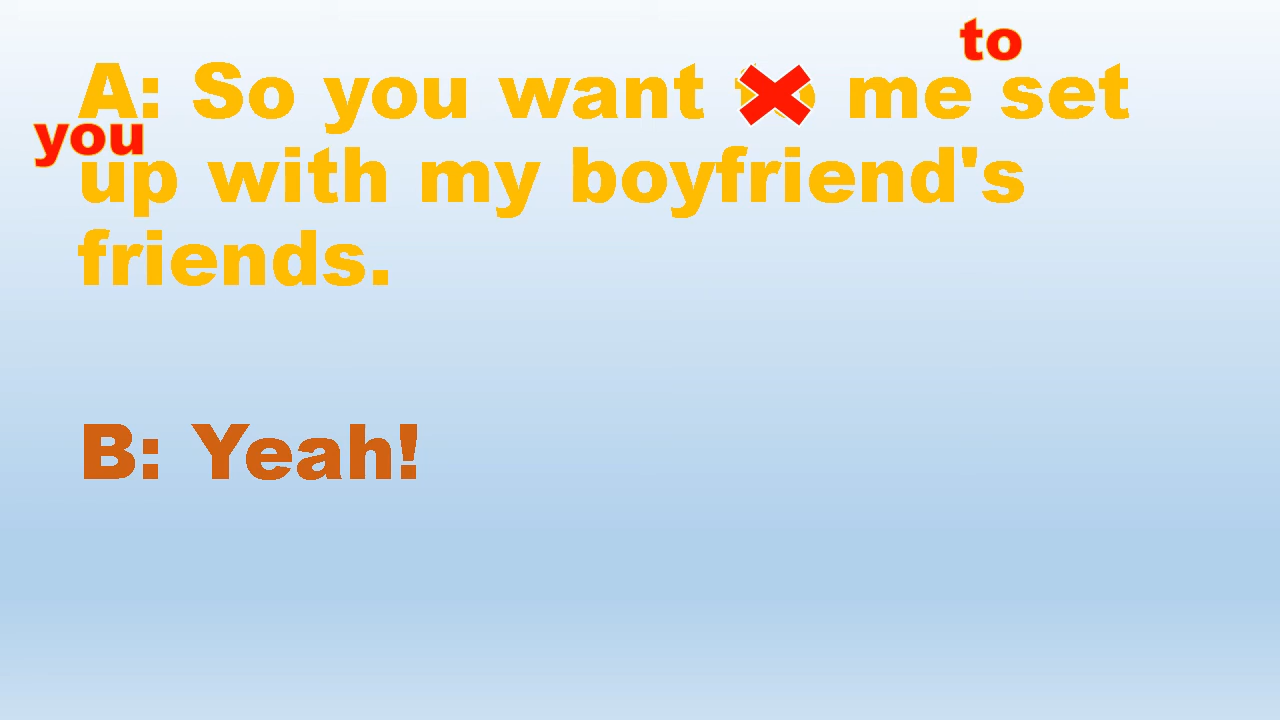 to
A: So you want me set
you
up with my boyfriend's
friends.
B: Yeah!